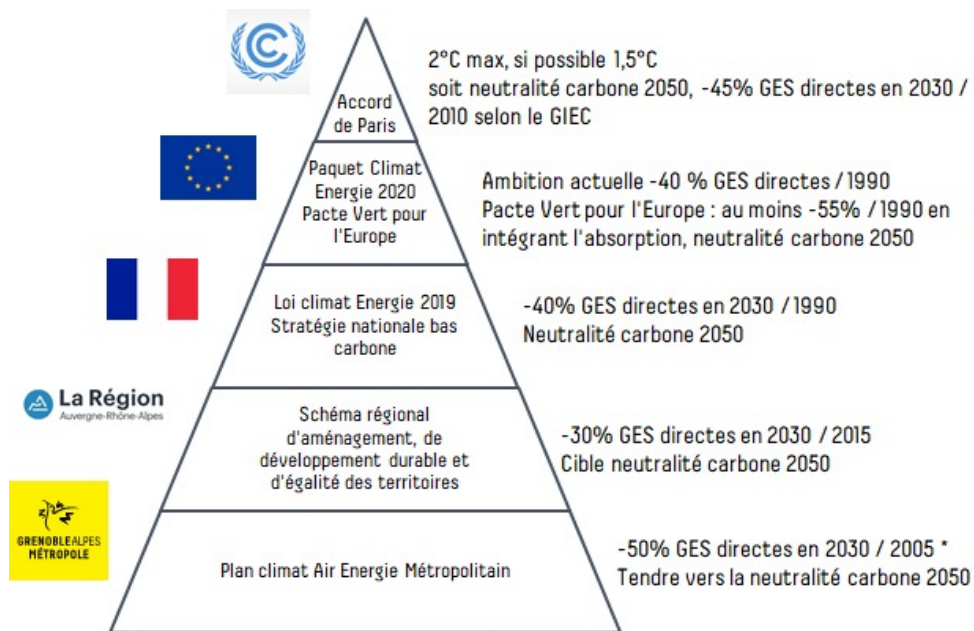 Accord
de Paris
2°C max, si possible 1,5°C
soit neutralité carbone 2050, -45% GES directes en 2030 /
2010 selon le GIEC
Paquet Climat
Energie 2020
Pacte Vert pour
l'Europe
Ambition actuelle -40 % GES directes / 1990
Pacte Vert pour l'Europe : au moins -55% / 1990 en
intégrant l'absorption, neutralité carbone 2050
Loi climat Energie 2019
Stratégie nationale bas
carbone
-40% GES directes en 2030 / 1990
Neutralité carbone 2050
La Région
Auvergne-Rhône-Alpes
Schéma régional
d'aménagement, de
développement durable et
d'égalité des territoires
-30% GES directes en 2030 / 2015
Cible neutralité carbone 2050
GRENOBLEALPES
MÉTROPOLE
Plan climat Air Energie Métropolitain
-50% GES directes en 2030 / 2005 *
Tendre vers la neutralité carbone 2050